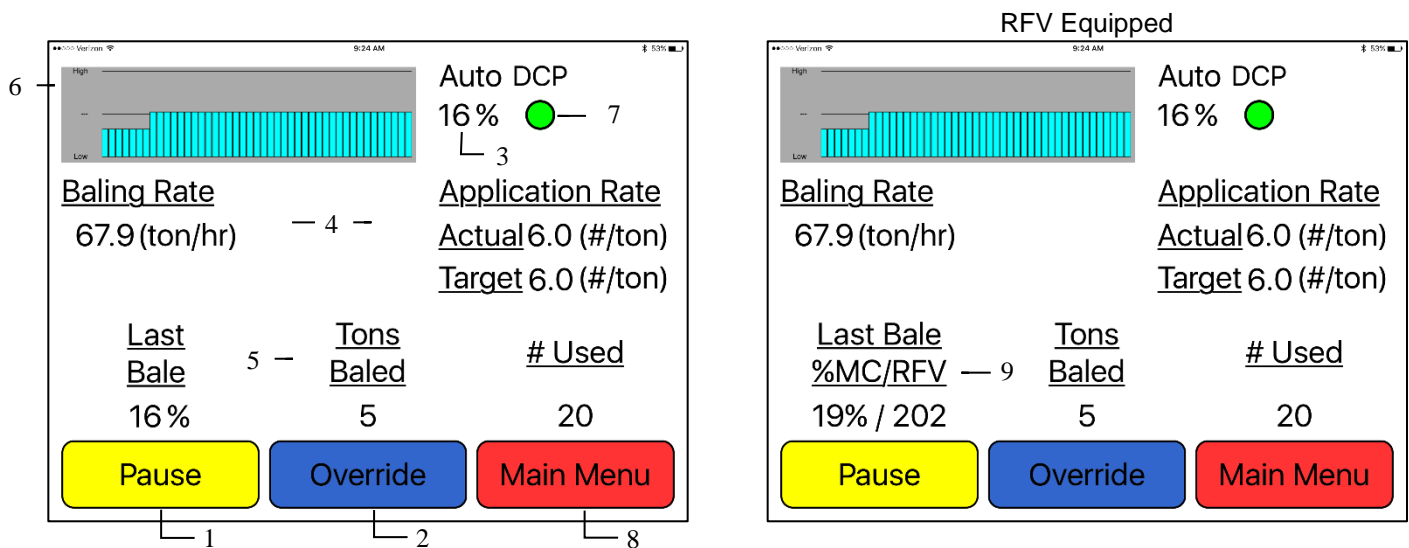 RFV Equipped
●●○○○ Verizon 9:24 AM 53%
High
–
Low
6
Auto DCP
16 % 7
3
Baling Rate
67.9 (ton/hr)
4
Application Rate
Actual 6.0 (#/ton)
Target 6.0 (#/ton)
Last
Bale
5
Tons
Baled
# Used
16 %
5
20
Pause
Override
Main Menu
1
2
8
●●○○○ Verizon 9:24 AM 53%
High
–
Low
Auto DCP
16 %
Baling Rate
67.9 (ton/hr)
Application Rate
Actual 6.0 (#/ton)
Target 6.0 (#/ton)
Last Bale
%MC/RFV
9
Tons
Baled
# Used
19% / 202
5
20
Pause
Override
Main Menu